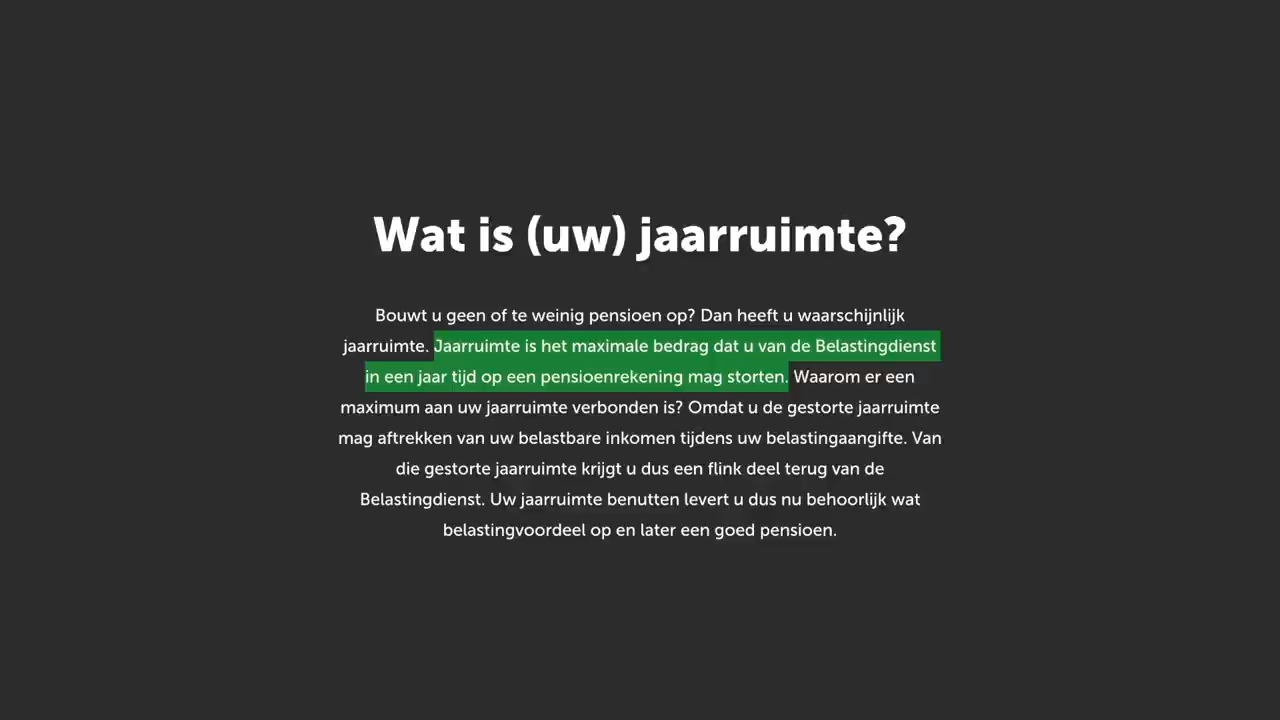 Wat is (uw) jaarruimte?
Bouwt u geen of te weinig pensioen op? Dan heeft u waarschijnlijk
jaarruimte. Jaarruimte is het maximale bedrag dat u van de Belastingdienst
in een jaar tijd op een pensioenrekening mag storten. Waarom er een
maximum aan uw jaarruimte verbonden is? Omdat u de gestorte jaarruimte
mag aftrekken van uw belastbare inkomen tijdens uw belastingaangifte. Van
die gestorte jaarruimte krijgt u dus een flink deel terug van de
Belastingdienst. Uw jaarruimte benutten levert u dus nu behoorlijk wat
belastingvoordeel op en later een goed pensioen.